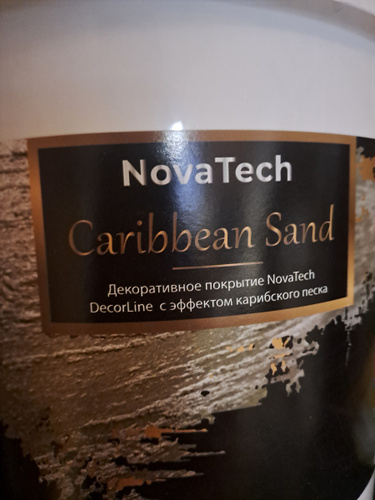 NovaTech
Caribbean Sand
Декоративное покрытие NovaTech
DecorLine с эффектом карибского песка